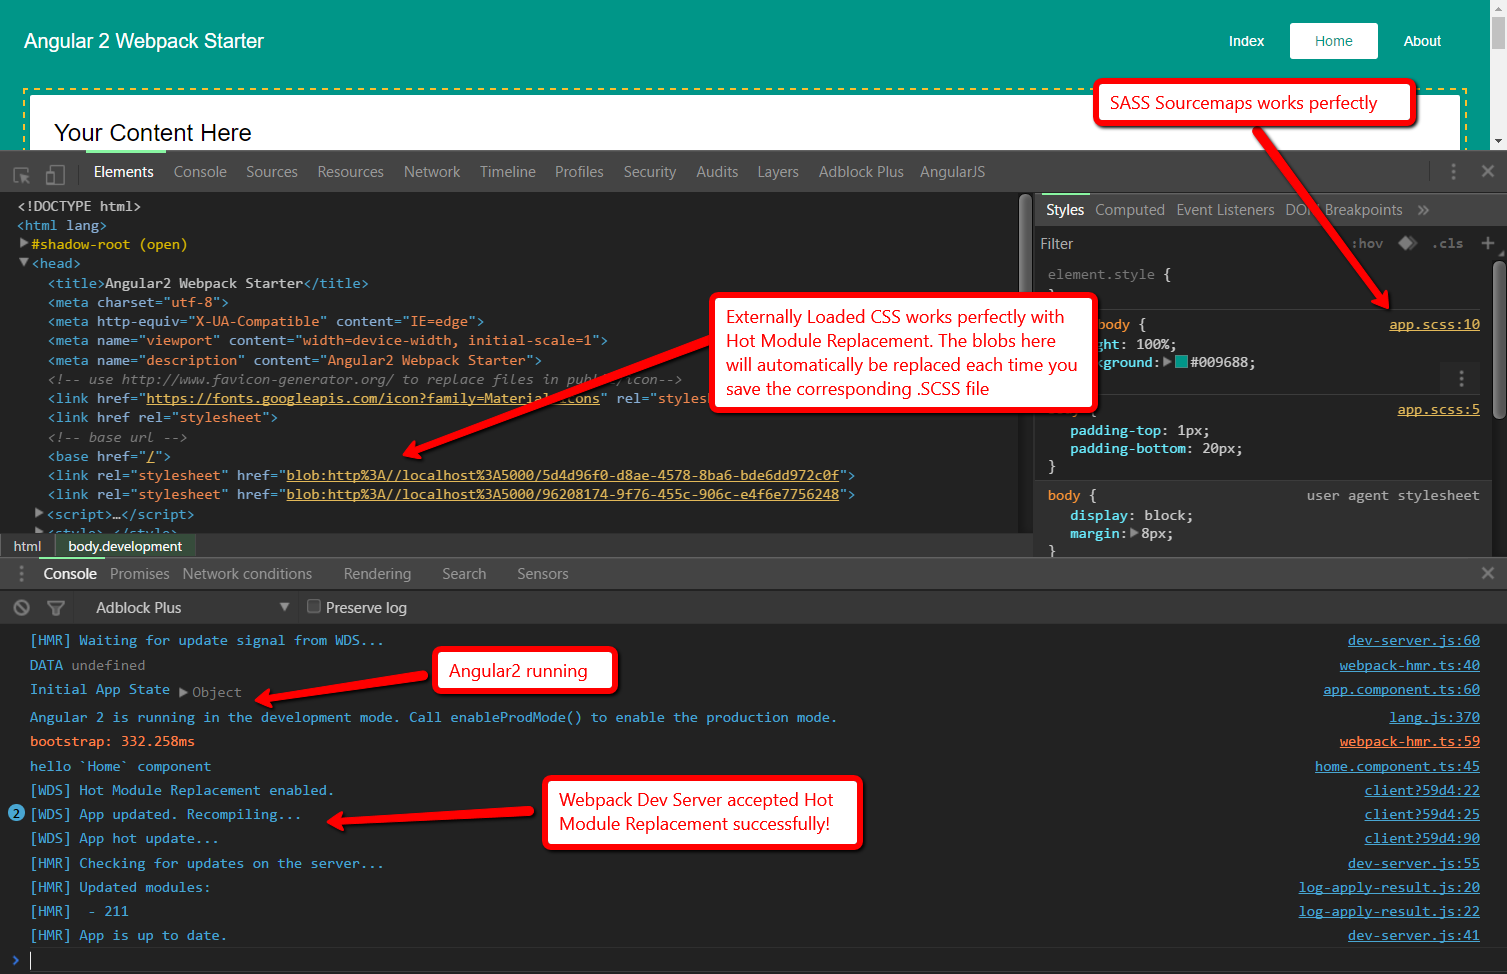 Angular 2 Webpack Starter
Index Home About
SASS Sourcemaps works perfectly
Your Content Here
Elements Console Sources Resources Network Timeline Profiles Security Audits Layers Adblock Plus AngularJS
<!DOCTYPE html>
<html lang>
#shadow-root (open)
<head>
<title>Angular2 Webpack Starter</title>
<meta charset="utf-8">
<meta http-equiv="X-UA-Compatible" content="IE=edge">
<meta name="viewport" content="width=device-width, initial-scale=1">
<meta name="description" content="Angular2 Webpack Starter">
<!-- use http://www.favicon-generator.org/ to replace files in public/icon-->
<link href="https://fonts.googleapis.com/icon?family=Material+Icons" rel="stylesh
<link href rel="stylesheet">
<!-- base url -->
<base href="/">
<link rel="stylesheet" href="blob:http%3A//localhost%3A5000/5d4d96f0-d8ae-4578-8ba6-bde6dd972c0f">
<link rel="stylesheet" href="blob:http%3A//localhost%3A5000/96208174-9f76-455c-906c-e4f6e7756248">
<script>…</script>
html body.development
Externally Loaded CSS works perfectly with
Hot Module Replacement. The blobs here
will automatically be replaced each time you
save the corresponding .SCSS file
Styles Computed Event Listeners DOM Breakpoints »
Filter :hov .cls +
element.style {
}
body { app.scss:10
ght: 100%;
kground: #009688;
{ app.scss:5
padding-top: 1px;
padding-bottom: 20px;
}
body { user agent stylesheet
display: block;
margin: 8px;
}
Console Promises Network conditions Rendering Search Sensors
Adblock Plus Preserve log
[HMR] Waiting for update signal from WDS... dev-server.js:60
DATA undefined webpack-hmr.ts:40
Initial App State Object app.component.ts:60
Angular2 running
Angular 2 is running in the development mode. Call enableProdMode() to enable the production mode. lang.js:370
bootstrap: 332.258ms webpack-hmr.ts:59
hello `Home` component home.component.ts:45
[WDS] Hot Module Replacement enabled. client?59d4:22
2 [WDS] App updated. Recompiling... client?59d4:25
Webpack Dev Server accepted Hot
Module Replacement successfully!
[WDS] App hot update... client?59d4:90
[HMR] Checking for updates on the server... dev-server.js:55
[HMR] Updated modules: log-apply-result.js:20
[HMR]  - 211 log-apply-result.js:22
[HMR] App is up to date. dev-server.js:41
>